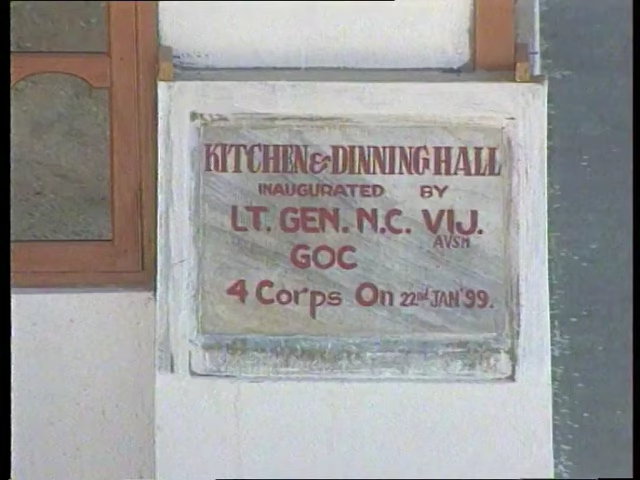 KITCHEN & DINNING HALL
INAUGURATED BY
LT. GEN. N.C. VIJ.
AVSM
GOC
4 Corps On 22nd JAN'99.